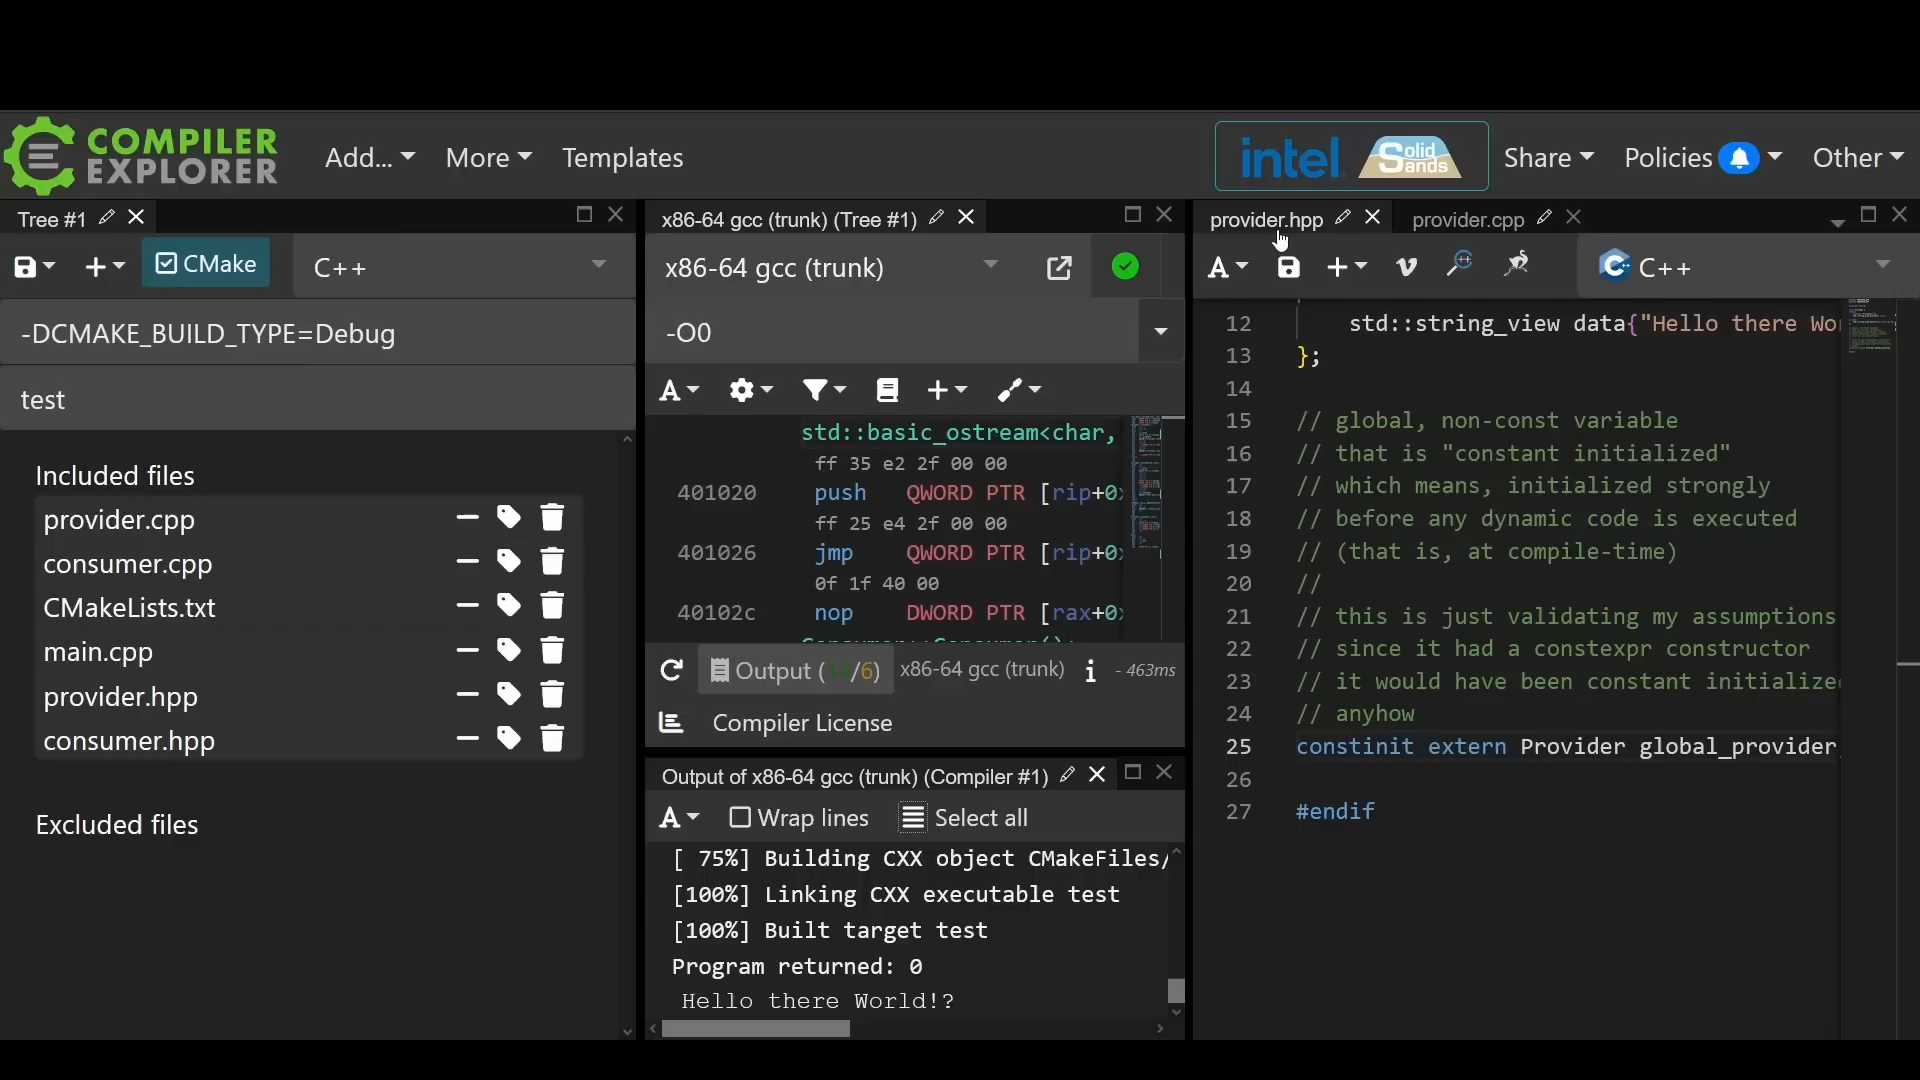 COMPILER
EXPLORER
Add...
More
Templates
intel
Solid
Sands
Share
Policies
Other
Tree #1
CMake
C++
-DCMAKE_BUILD_TYPE=Debug
test
Included files
provider.cpp
consumer.cpp
CMakeLists.txt
main.cpp
provider.hpp
consumer.hpp
Excluded files
x86-64 gcc (trunk) (Tree #1)
x86-64 gcc (trunk)
-O0
A
std::basic_ostream<char,
ff 35 e2 2f 00 00
401020 push QWORD PTR [rip+0x
ff 25 e4 2f 00 00
401026 jmp QWORD PTR [rip+0x
0f 1f 40 00
40102c nop DWORD PTR [rax+0x
Output ( /6) x86-64 gcc (trunk) i - 463ms
Compiler License
Output of x86-64 gcc (trunk) (Compiler #1)
A Wrap lines Select all
[ 75%] Building CXX object CMakeFiles/
[100%] Linking CXX executable test
[100%] Built target test
Program returned: 0
Hello there World!?
provider.hpp
provider.cpp
A
C++
12 std::string_view data{"Hello there Wo
13 };
14
15 // global, non-const variable
16 // that is "constant initialized"
17 // which means, initialized strongly
18 // before any dynamic code is executed
19 // (that is, at compile-time)
20 //
21 // this is just validating my assumptions
22 // since it had a constexpr constructor
23 // it would have been constant initialize
24 // anyhow
25 constinit extern Provider global_provider
26
27 #endif